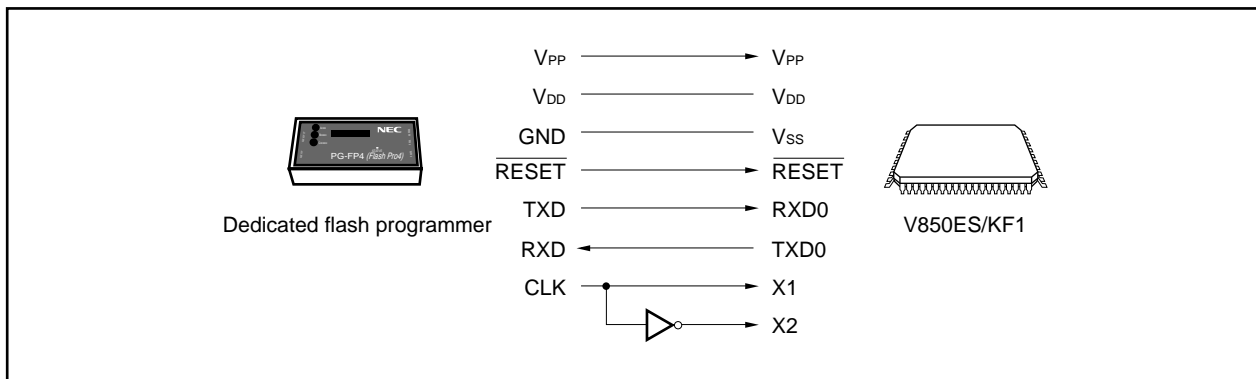 VPP VPP
VDD VDD
GND VSS
RESET RESET
TXD RXD0
RXD TXD0
CLK X1
X2
NEC
PG-FP4 (Flash Pro4)
Dedicated flash programmer
V850ES/KF1